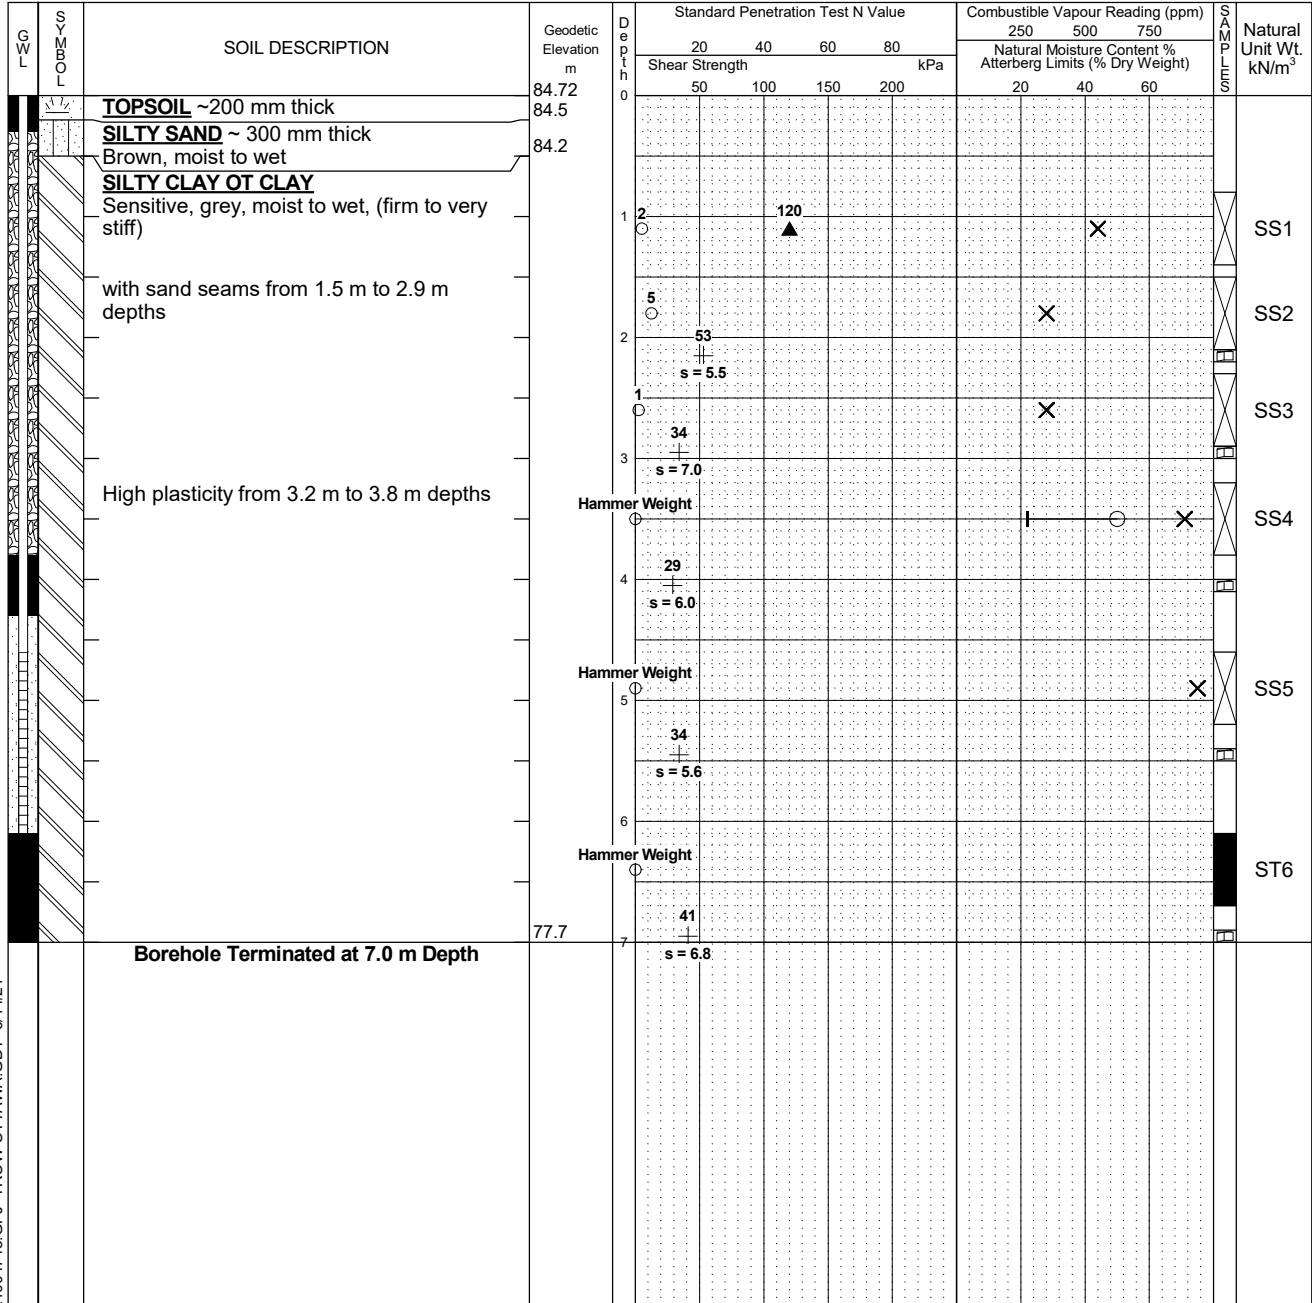 GWL
SYMBOL
SOIL DESCRIPTION
Geodetic
Elevation
m
Depth
Standard Penetration Test N Value
20 40 60 80
Shear Strength kPa
50 100 150 200
Combustible Vapour Reading (ppm)
250 500 750
Natural Moisture Content %
Atterberg Limits (% Dry Weight)
20 40 60
SAMPLES
Natural
Unit Wt.
kN/m³
84.72
0
TOPSOIL ~200 mm thick
84.5
SILTY SAND ~ 300 mm thick
84.2
Brown, moist to wet
SILTY CLAY OT CLAY
Sensitive, grey, moist to wet, (firm to very
stiff)
1
2
120
SS1
with sand seams from 1.5 m to 2.9 m
depths
5
SS2
2
53
s = 5.5
1
SS3
34
3
s = 7.0
High plasticity from 3.2 m to 3.8 m depths
Hammer Weight
SS4
29
4
s = 6.0
Hammer Weight
SS5
5
34
s = 5.6
6
Hammer Weight
ST6
41
77.7
7
Borehole Terminated at 7.0 m Depth
s = 6.8